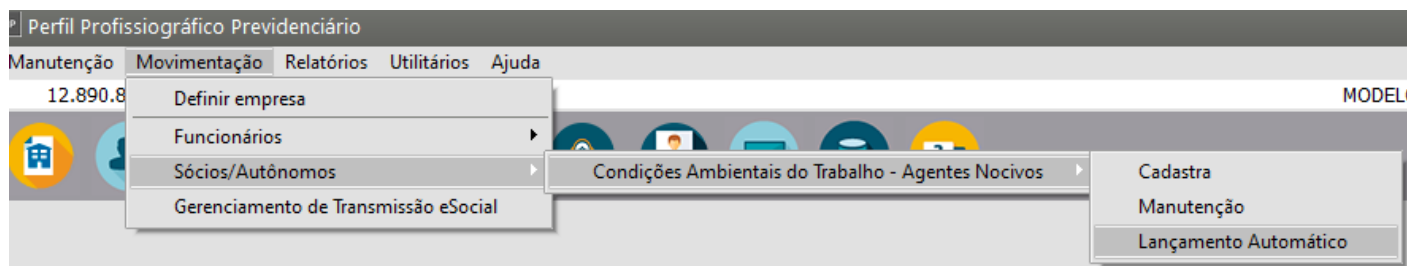 Perfil Profissiográfico Previdenciário
Manutenção Movimentação Relatórios Utilitários Ajuda
12.890.8
Definir empresa
MODEL
Funcionários
Sócios/Autônomos
Condições Ambientais do Trabalho - Agentes Nocivos
Cadastra
Gerenciamento de Transmissão eSocial
Manutenção
Lançamento Automático